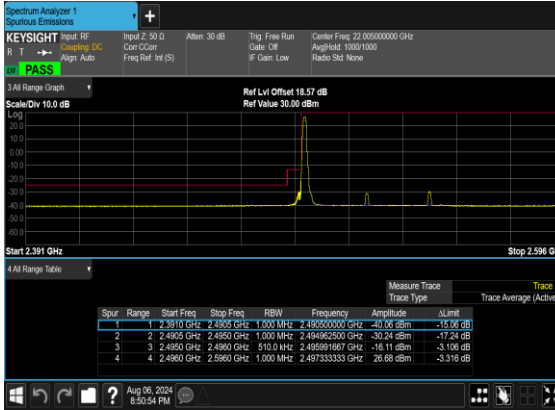 Spectrum Analyzer 1
Spurious Emissions
+
KEYSIGHT Input: RF Input Z: 50 Ω Atten: 30 dB Trig: Free Run Center Freq: 22.005000000 GHz
R T Coupling: DC Corr CCorr Gate: Off Avg|Hold: 1000/1000
Align: Auto Freq Ref: Int (S) IF Gain: Low Radio Std: None
PASS
3 All Range Graph
Ref Lvl Offset 18.57 dB
Scale/Div 10.0 dB Ref Value 30.00 dBm
Log
20.0
10.0
0.00
-10.0
-20.0
-30.0
-40.0
-50.0
-60.0
Start 2.391 GHz Stop 2.596 G
4 All Range Table
Measure Trace Trace
Trace Type Trace Average (Active
Spur Range Start Freq Stop Freq RBW Frequency Amplitude ΔLimit
1 1 2.3910 GHz 2.4905 GHz 1.000 MHz 2.490500000 GHz -40.06 dBm -15.06 dB
2 2 2.4905 GHz 2.4950 GHz 1.000 MHz 2.494962500 GHz -30.24 dBm -17.24 dB
3 3 2.4950 GHz 2.4960 GHz 510.0 kHz 2.495991667 GHz -16.11 dBm -3.106 dB
4 4 2.4960 GHz 2.5960 GHz 1.000 MHz 2.497333333 GHz 26.68 dBm -3.316 dB
?
Aug 06, 2024
8:50:54 PM